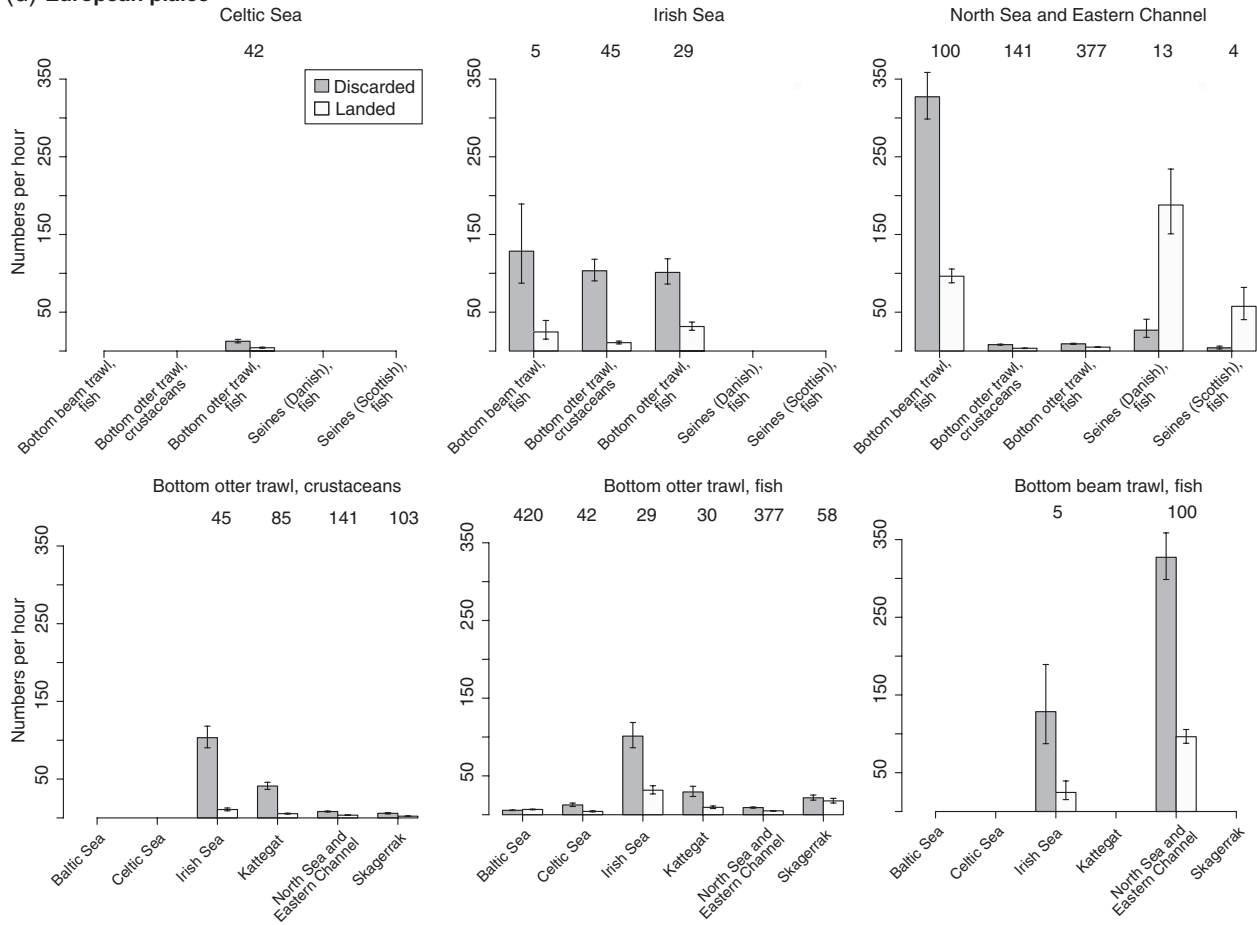 (d) European plaice
Celtic Sea
42
350
250
150
50
Numbers per hour
Discarded
Landed
Bottom beam trawl,
fish
Bottom otter trawl,
crustaceans
Bottom otter trawl,
fish
Seines (Danish),
fish
Seines (Scottish),
fish
Irish Sea
5 45 29
350
250
150
50
Bottom beam trawl,
fish
Bottom otter trawl,
crustaceans
Bottom otter trawl,
fish
Seines (Danish),
fish
Seines (Scottish),
fish
North Sea and Eastern Channel
100 141 377 13 4
350
250
150
50
Bottom beam trawl,
fish
Bottom otter trawl,
crustaceans
Bottom otter trawl,
fish
Seines (Danish),
fish
Seines (Scottish),
fish
Bottom otter trawl, crustaceans
45 85 141 103
350
250
150
50
Numbers per hour
Baltic Sea
Celtic Sea
Irish Sea
Kattegat
North Sea and
Eastern Channel
Skagerrak
Bottom otter trawl, fish
420 42 29 30 377 58
350
250
150
50
Baltic Sea
Celtic Sea
Irish Sea
Kattegat
North Sea and
Eastern Channel
Skagerrak
Bottom beam trawl, fish
5 100
350
250
150
50
Baltic Sea
Celtic Sea
Irish Sea
Kattegat
North Sea and
Eastern Channel
Skagerrak